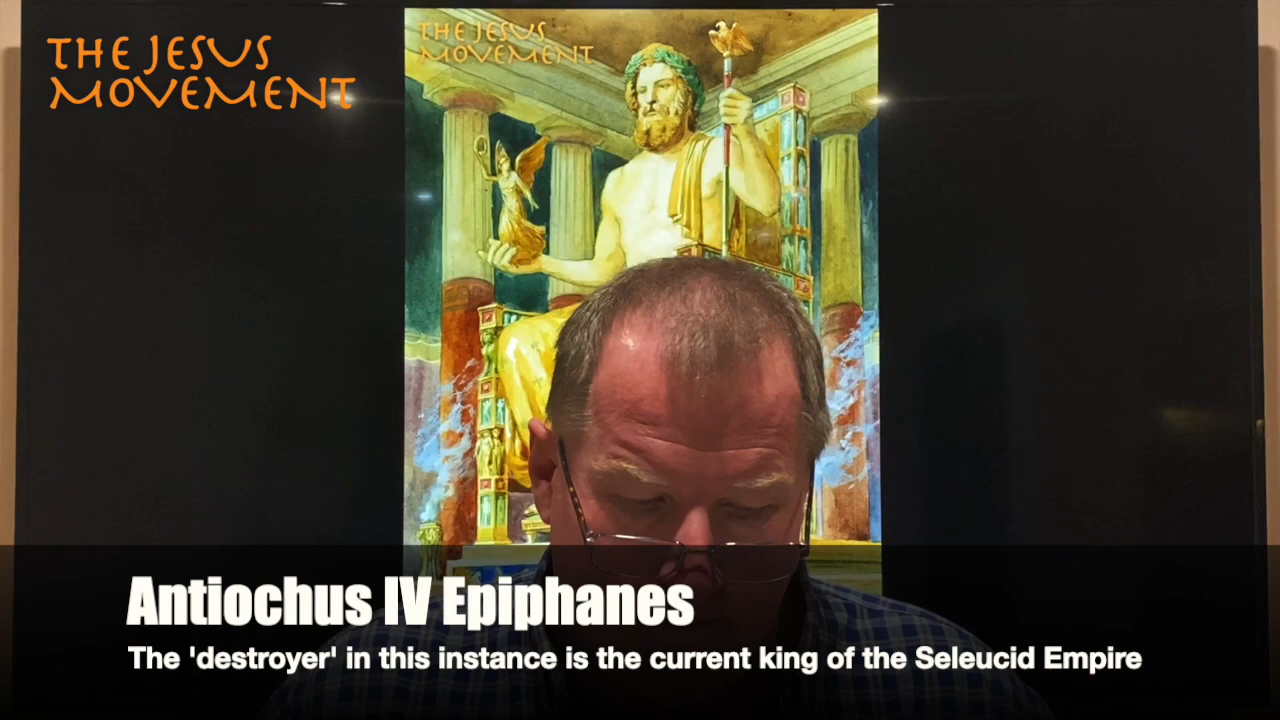 THE JESUS
MOVEMENT
THE JESUS
MOVEMENT
Antiochus IV Epiphanes
The 'destroyer' in this instance is the current king of the Seleucid Empire